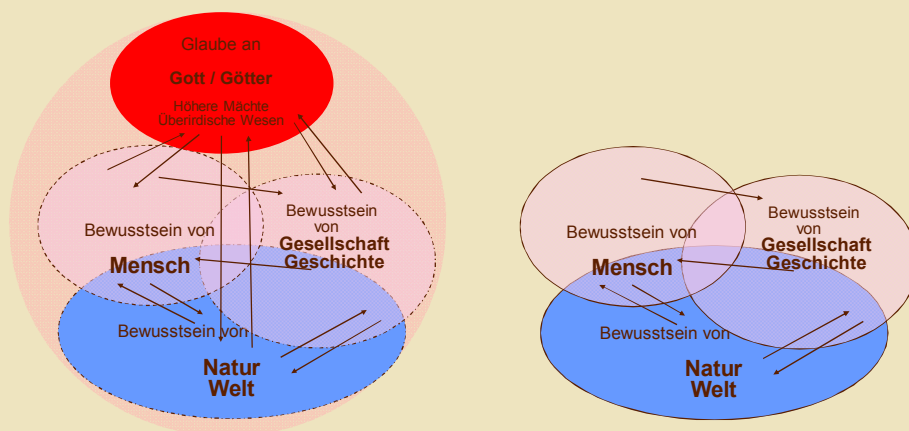 Glaube an
Gott / Götter
Höhere Mächte
Überirdische Wesen
Bewusstsein von
Mensch
Bewusstsein
von
Gesellschaft
Geschichte
Bewusstsein von
Natur
Welt
Bewusstsein von
Mensch
Bewusstsein
von
Gesellschaft
Geschichte
Bewusstsein von
Natur
Welt